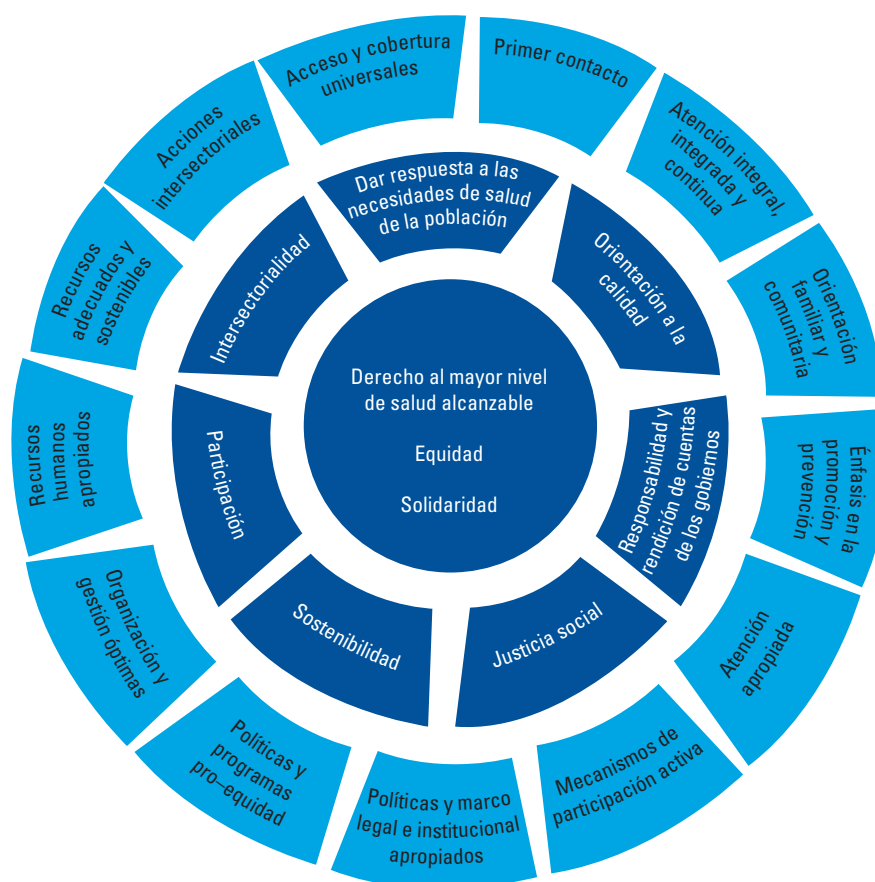 Acceso y cobertura
universales
Primer contacto
Atención integral,
integrada y
continua
Orientación
familiar y
comunitaria
Énfasis en la
promoción y
prevención
Atención
apropiada
Mecanismos de
participación activa
Políticas y marco
legal e institucional
apropiados
Políticas y
programas
pro–equidad
Organización y
gestión óptimas
Recursos
humanos
apropiados
Recursos
adecuados y
sostenibles
Acciones
intersectoriales
Dar respuesta a las
necesidades de salud
de la población
Orientación a la
calidad
Responsabilidad y
rendición de cuentas
de los gobiernos
Justicia social
Sostenibilidad
Participación
Intersectorialidad
Derecho al mayor nivel
de salud alcanzable
Equidad
Solidaridad